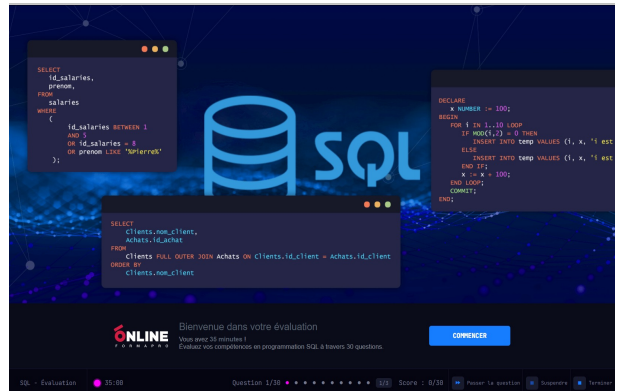 SELECT
id_salaries,
prenom,
FROM
salaries
WHERE
(
id_salaries BETWEEN 1
AND 5
OR id_salaries = 8
OR prenom LIKE '%Pierre%'
);
SQL
DECLARE
x NUMBER := 100;
BEGIN
FOR i IN 1..10 LOOP
IF MOD(i,2) = 0 THEN
INSERT INTO temp VALUES (i, x, 'i est
ELSE
INSERT INTO temp VALUES (i, x, 'i est
END IF;
x := x + 100;
END LOOP;
COMMIT;
END;
SELECT
Clients.nom_client,
Achats.id_achat
FROM
Clients FULL OUTER JOIN Achats ON Clients.id_client = Achats.id_client
ORDER BY
Clients.nom_client
ÓNLINE
FORMAPRO
Bienvenue dans votre évaluation
Vous avez 35 minutes !
Évaluez vos compétences en programmation SQL à travers 30 questions.
COMMENCER
SQL - Évaluation
35:00
Question 1/30
1/3
Score : 0/30
Passer la question
Suspendre
Terminer